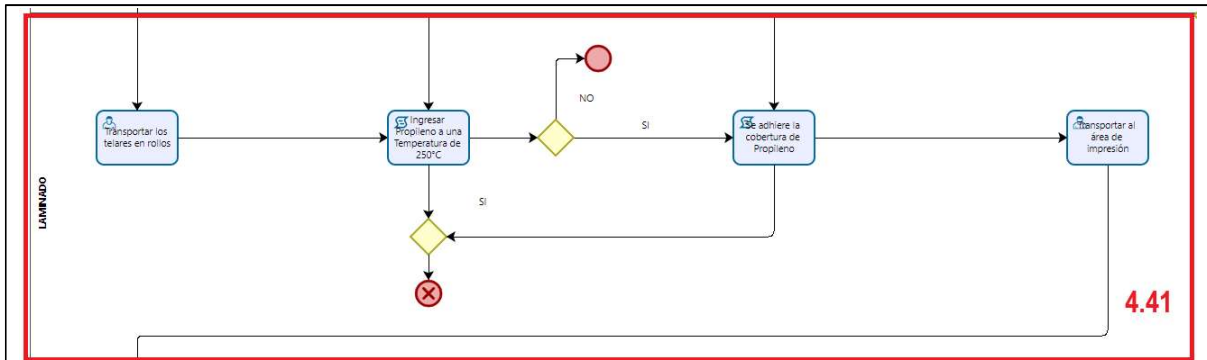 LAMINADO
Transportar los
telares en rollos
Ingresar
Propileno a una
Temperatura de
250°C
NO
SI
Se adhiere la
cobertura de
Propileno
Transportar al
área de
impresión
SI
4.41